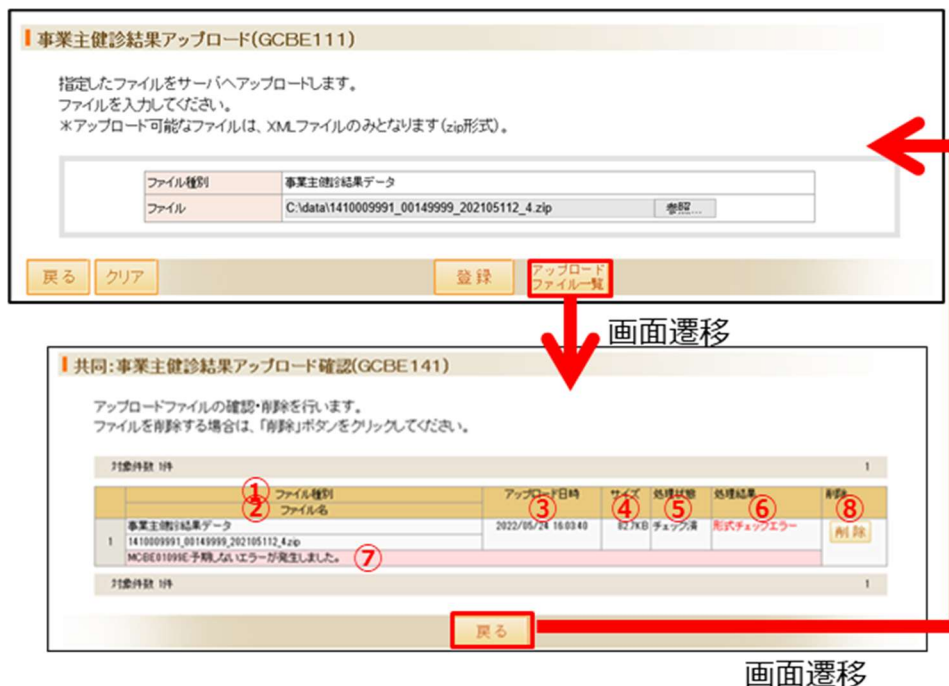 事業主健診結果アップロード(GCBE111)
指定したファイルをサーバへアップロードします。
ファイルを入力してください。
*アップロード可能なファイルは、XMLファイルのみとなります(zip形式)。
ファイル種別 事業主健診結果データ
ファイル C:\data\1410009991_00149999_202105112_4.zip 参照...
戻る クリア 登録 アップロード
ファイル一覧
画面遷移
共同:事業主健診結果アップロード確認(GCBE141)
アップロードファイルの確認・削除を行います。
ファイルを削除する場合は、「削除」ボタンをクリックしてください。
対象件数 1件 1
① ファイル種別 アップロード日時 サイズ 処理状態 処理結果 削除
② ファイル名 ③ ④ ⑤ ⑥ ⑧
事業主健診結果データ 2022/05/24 16:03:40 62.7KB チェック済 形式チェックエラー 削除
1 1410009991_00149999_202105112_4.zip
MCBE01099E:予期しないエラーが発生しました。 ⑦
対象件数 1件 1
戻る
画面遷移